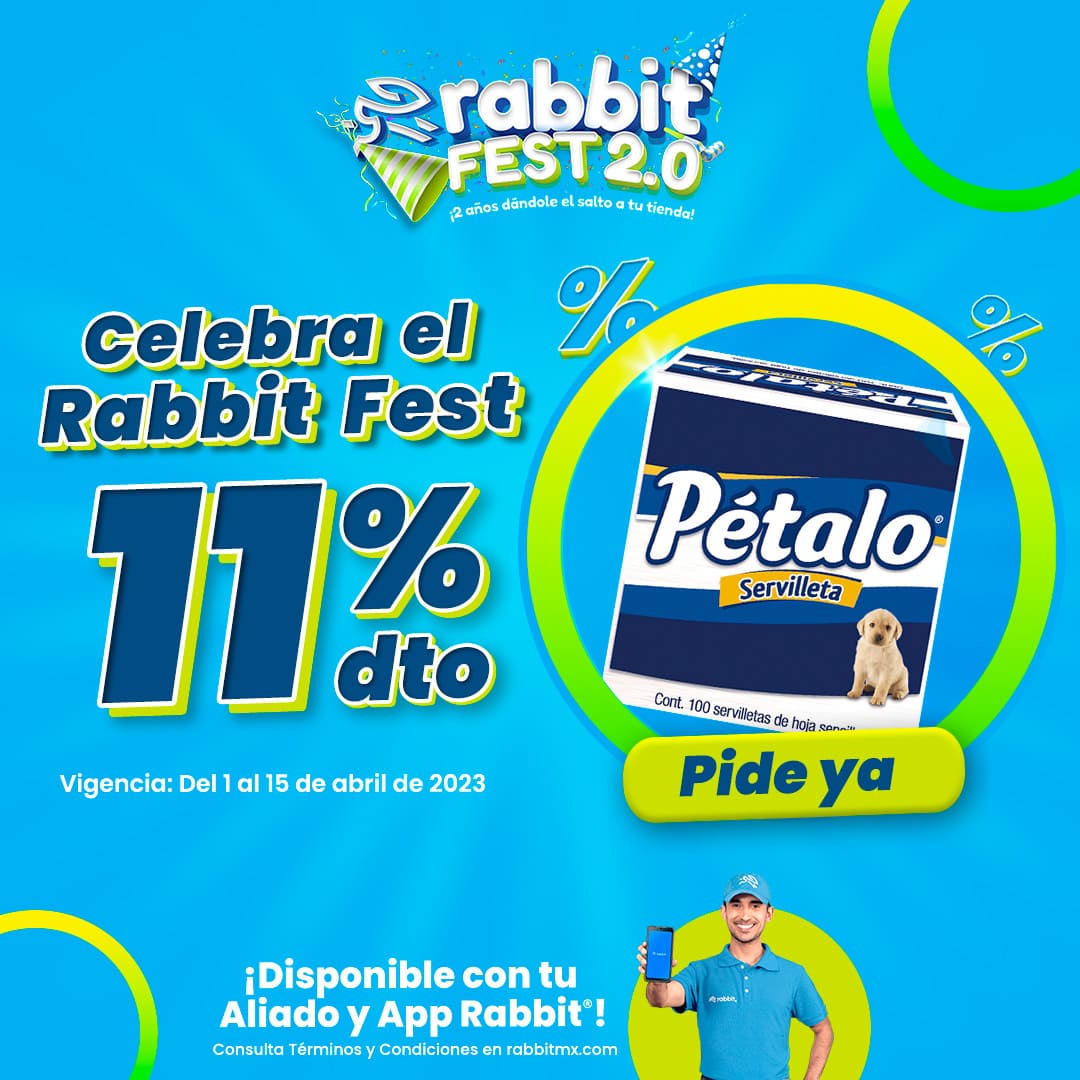 rabbit
FEST 2.0
¡2 años dándole el salto a tu tienda!
Celebra el
Rabbit Fest
11%
dto
Vigencia: Del 1 al 15 de abril de 2023
% %
Pétalo
Pétalo®
Servilleta
Cont. 100 servilletas de hoja
Pide ya
¡Disponible con tu
Aliado y App Rabbit®!
Consulta Términos y Condiciones en rabbitmx.com
rabbit